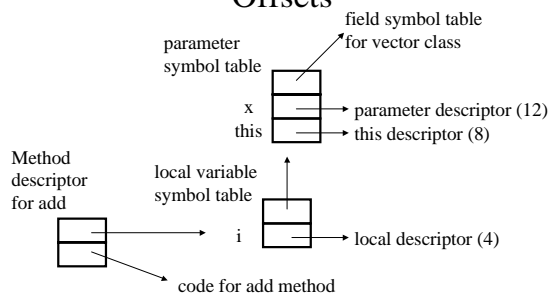 Offsets
field symbol table
for vector class
parameter
symbol table
x
parameter descriptor (12)
this
this descriptor (8)
Method
descriptor
for add
local variable
symbol table
i
local descriptor (4)
code for add method